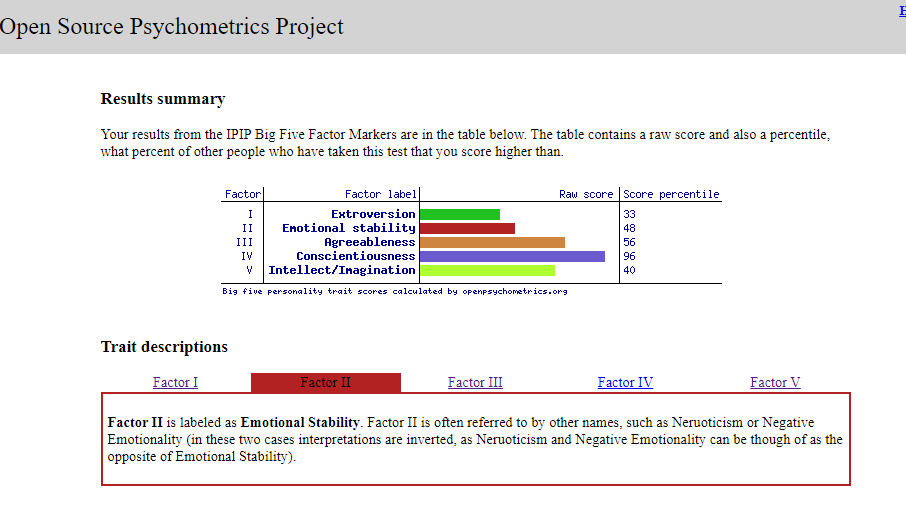 Open Source Psychometrics Project
Results summary
Your results from the IPIP Big Five Factor Markers are in the table below. The table contains a raw score and also a percentile,
what percent of other people who have taken this test that you score higher than.
Factor Factor label Raw score Score percentile
I Extroversion 33
II Emotional stability 48
III Agreeableness 56
IV Conscientiousness 96
V Intellect/Imagination 40
Big five personality trait scores calculated by openpsychometrics.org
Trait descriptions
Factor I Factor II Factor III Factor IV Factor V
Factor II is labeled as Emotional Stability. Factor II is often referred to by other names, such as Neruoticism or Negative
Emotionality (in these two cases interpretations are inverted, as Neruoticism and Negative Emotionality can be though of as the
opposite of Emotional Stability).